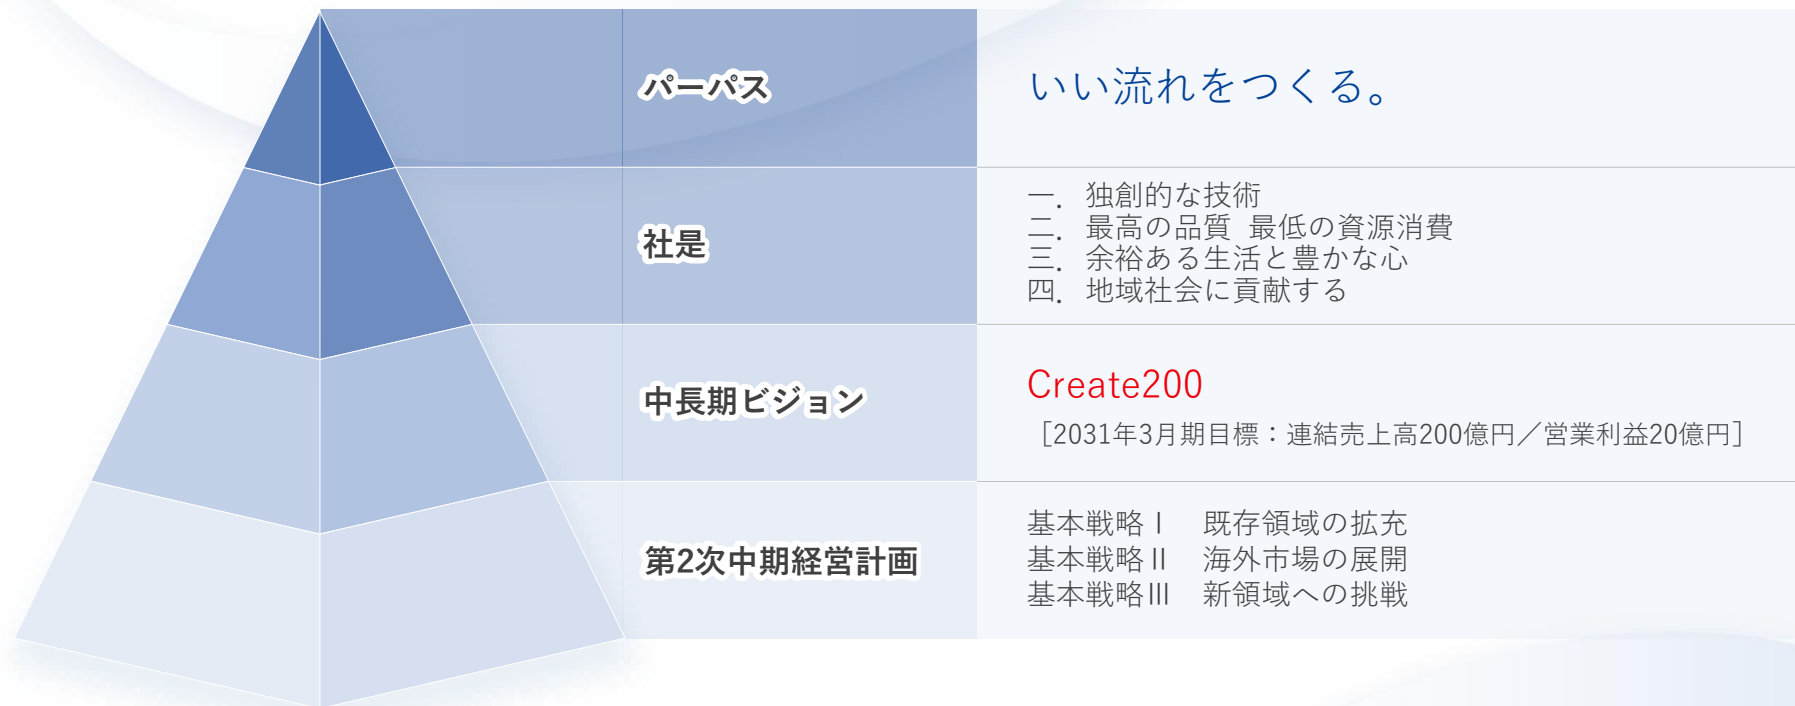 パーパス
いい流れをつくる。
社是
一．独創的な技術
二．最高の品質 最低の資源消費
三．余裕ある生活と豊かな心
四．地域社会に貢献する
中長期ビジョン
Create200
［2031年3月期目標：連結売上高200億円／営業利益20億円］
第2次中期経営計画
基本戦略Ⅰ　既存領域の拡充
基本戦略Ⅱ　海外市場の展開
基本戦略Ⅲ　新領域への挑戦